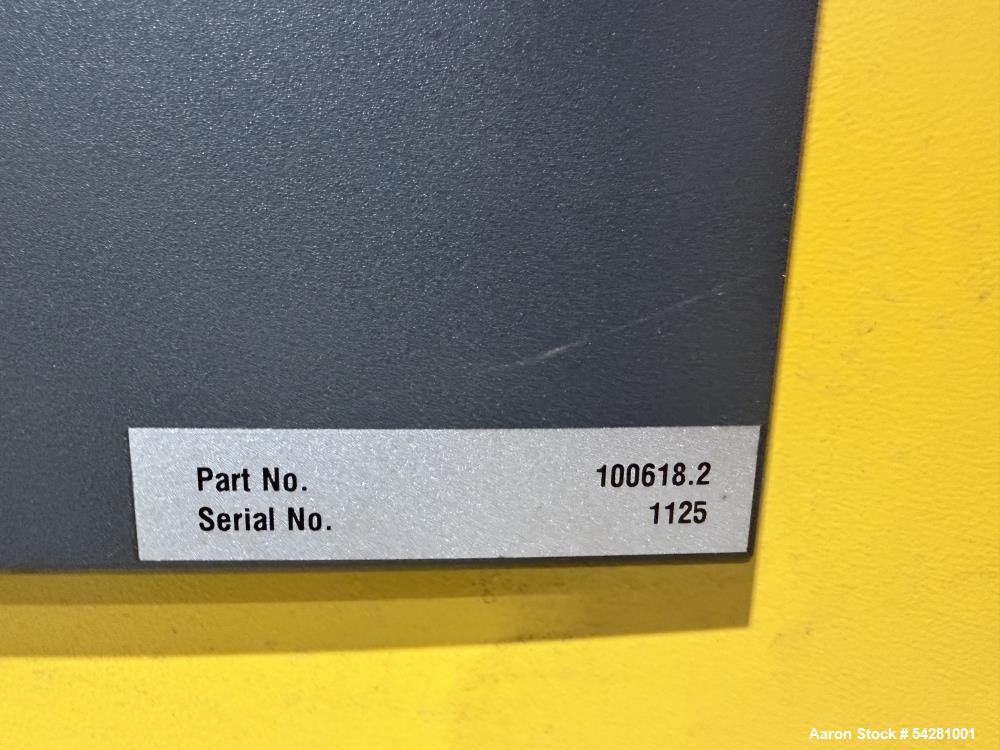 Part No. 100618.2
Serial No. 1125
Aaron Stock # 54281001